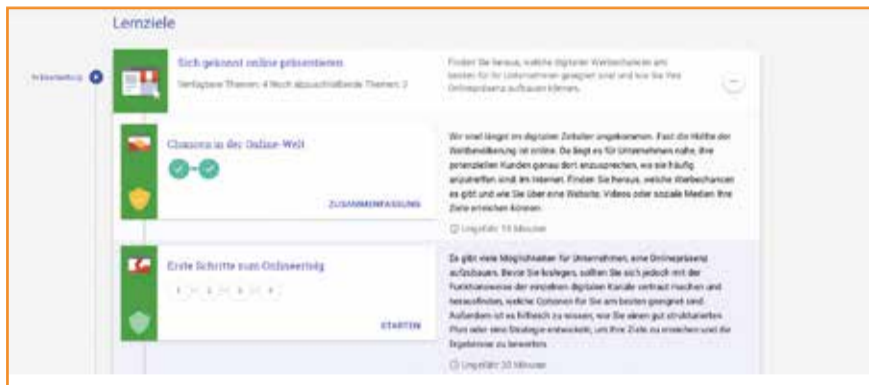 Lernziele
In Bearbeitung
Sich gekonnt online präsentieren
Verfügbare Themen: 4 Noch abzuschließende Themen: 3
Finden Sie heraus, welche digitalen Werbechancen am
besten für Ihr Unternehmen geeignet sind und wie Sie Ihre
Onlinepräsenz aufbauen können.
Chancen in der Online-Welt
ZUSAMMENFASSUNG
Wir sind längst im digitalen Zeitalter angekommen. Fast die Hälfte der
Weltbevölkerung ist online. Da liegt es für Unternehmen nahe, ihre
potenziellen Kunden genau dort anzusprechen, wo sie häufig
anzutreffen sind: im Internet. Finden Sie heraus, welche Werbechancen
es gibt und wie Sie über eine Website, Videos oder soziale Medien Ihre
Ziele erreichen können.
Ungefähr 10 Minuten
Erste Schritte zum Onlineerfolg
STARTEN
Es gibt viele Möglichkeiten für Unternehmen, eine Onlinepräsenz
aufzubauen. Bevor Sie loslegen, sollten Sie sich jedoch mit der
Funktionsweise der einzelnen digitalen Kanäle vertraut machen und
herausfinden, welche Optionen für Sie am besten geeignet sind.
Außerdem ist es hilfreich zu wissen, wie Sie einen gut strukturierten
Plan oder eine Strategie entwickeln, um Ihre Ziele zu erreichen und die
Ergebnisse zu bewerten.
Ungefähr 20 Minuten